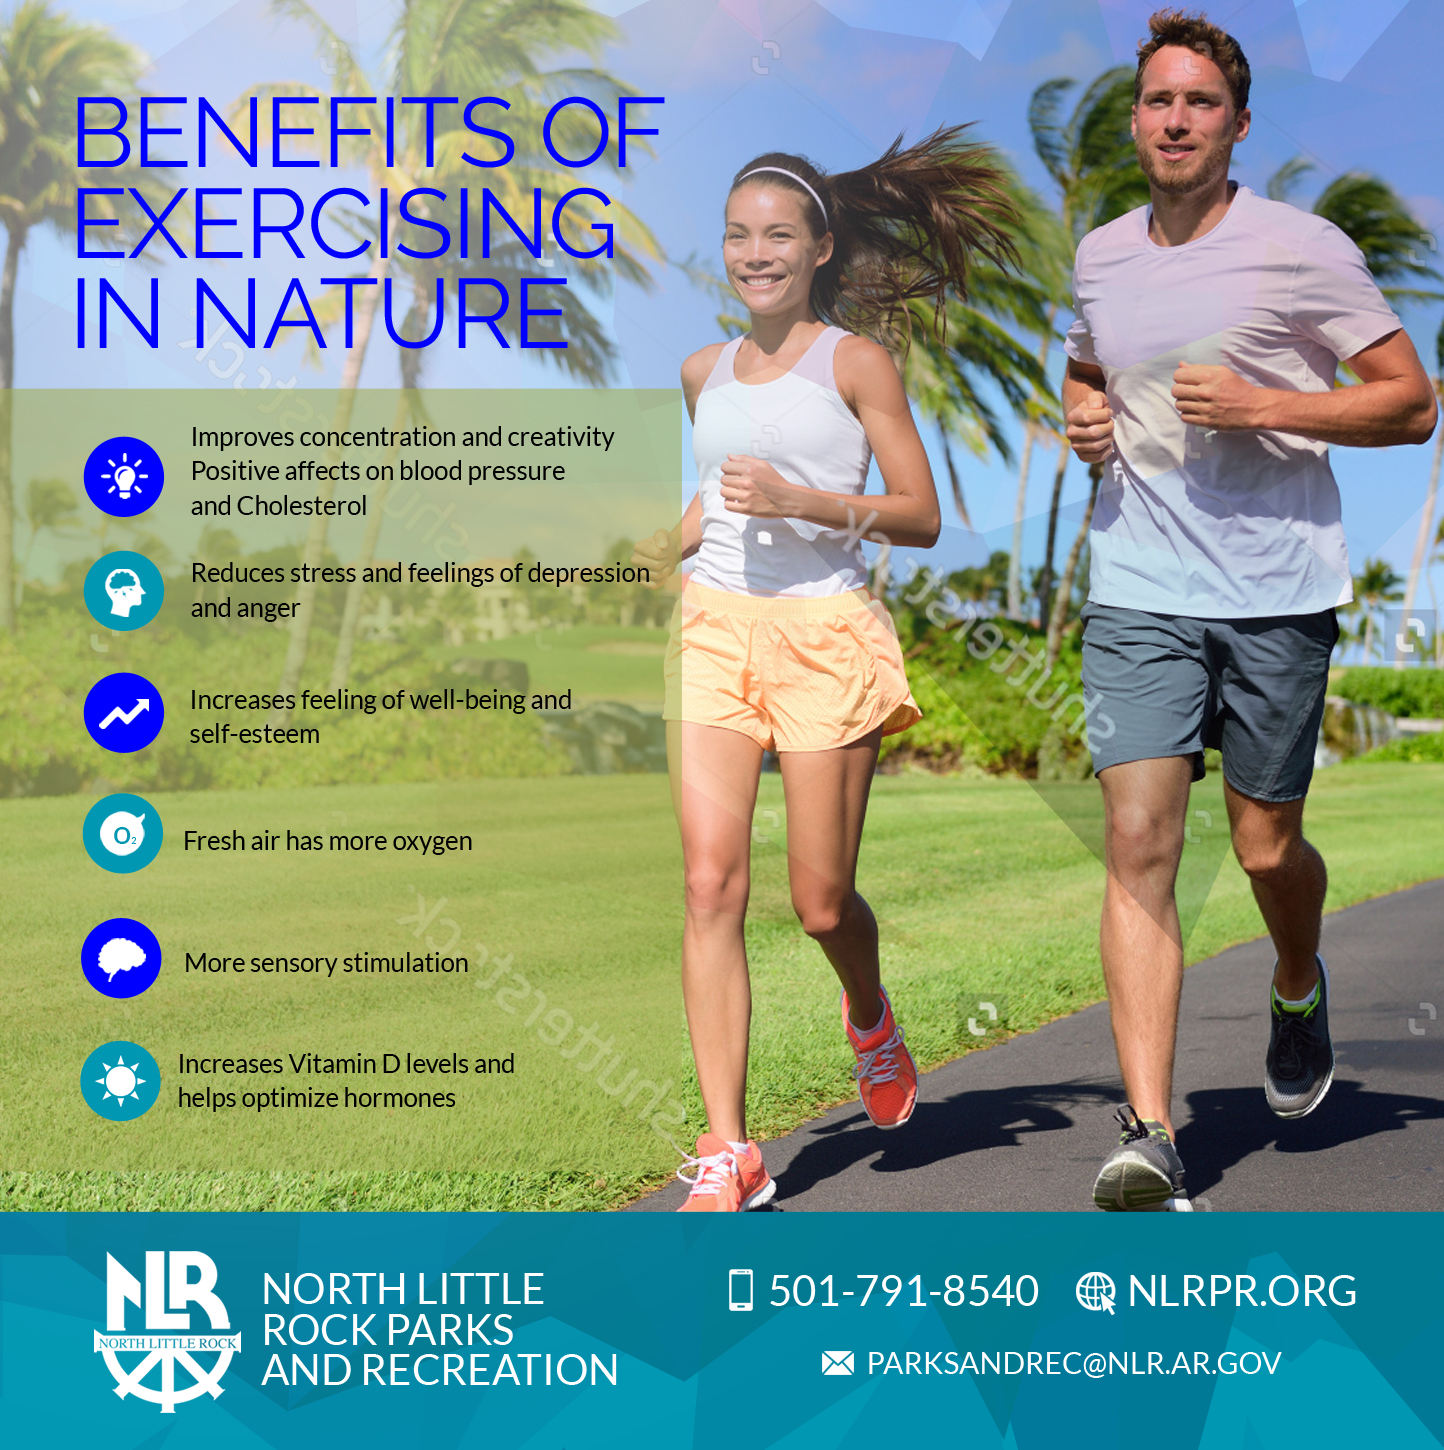 BENEFITS OF
EXERCISING
IN NATURE
Improves concentration and creativity
Positive affects on blood pressure
and Cholesterol
Reduces stress and feelings of depression
and anger
Increases feeling of well-being and
self-esteem
O2
Fresh air has more oxygen
More sensory stimulation
Increases Vitamin D levels and
helps optimize hormones
shutterstock
shutterstock
shutterstock
NLR
NORTH LITTLE ROCK
NORTH LITTLE
ROCK PARKS
AND RECREATION
501-791-8540
NLRPR.ORG
PARKSANDREC@NLR.AR.GOV